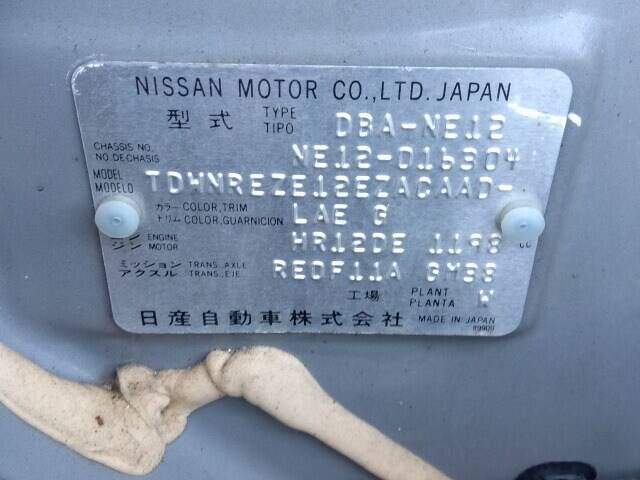 NISSAN MOTOR CO.,LTD. JAPAN
型式 TYPE TIPO DBA-NE12
CHASSIS NO. NO. DE CHASIS NE12-016304
MODEL MODELO TDWNREZE12EZACAAD-
カラー COLOR, TRIM トリム COLOR, GUARNICION LAE G
ジン ENGINE MOTOR HR12DE 1198 CC
ミッション TRANS., AXLE アクスル TRANS., EJE RE0F11A GM38
工場 PLANT PLANTA W
日産自動車株式会社 MADE IN JAPAN